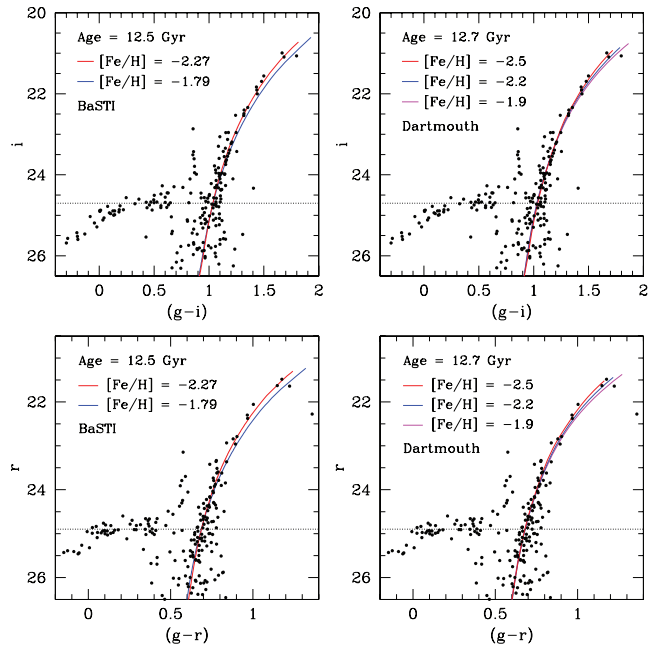 Age = 12.5 Gyr
[Fe/H] = −2.27
[Fe/H] = −1.79
BaSTI
20
22
24
26
i
0
0.5
1
1.5
2
(g−i)
Age = 12.7 Gyr
[Fe/H] = −2.5
[Fe/H] = −2.2
[Fe/H] = −1.9
Dartmouth
20
22
24
26
i
0
0.5
1
1.5
2
(g−i)
Age = 12.5 Gyr
[Fe/H] = −2.27
[Fe/H] = −1.79
BaSTI
22
24
26
r
0
0.5
1
(g−r)
Age = 12.7 Gyr
[Fe/H] = −2.5
[Fe/H] = −2.2
[Fe/H] = −1.9
Dartmouth
22
24
26
r
0
0.5
1
(g−r)